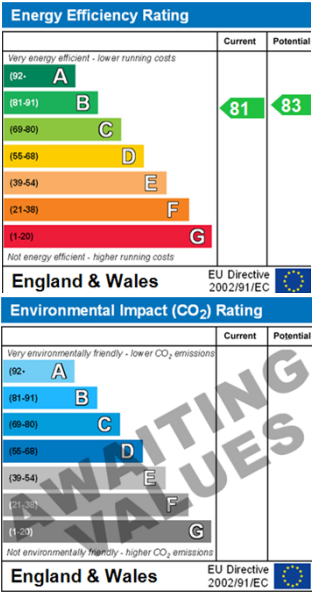 Energy Efficiency Rating
Current Potential
Very energy efficient - lower running costs
(92- A
(81-91) B
81 83
(69-80) C
(55-68) D
(39-54) E
(21-38) F
(1-20) G
Not energy efficient - higher running costs
England & Wales
EU Directive
2002/91/EC
Environmental Impact (CO2) Rating
Current Potential
Very environmentally friendly - lower CO2 emissions
(92- A
(81-91) B
(69-80) C
(55-68) D
(39-54) E
(21-38) F
(1-20) G
AWAITING
VALUES
Not environmentally friendly - higher CO2 emissions
England & Wales
EU Directive
2002/91/EC